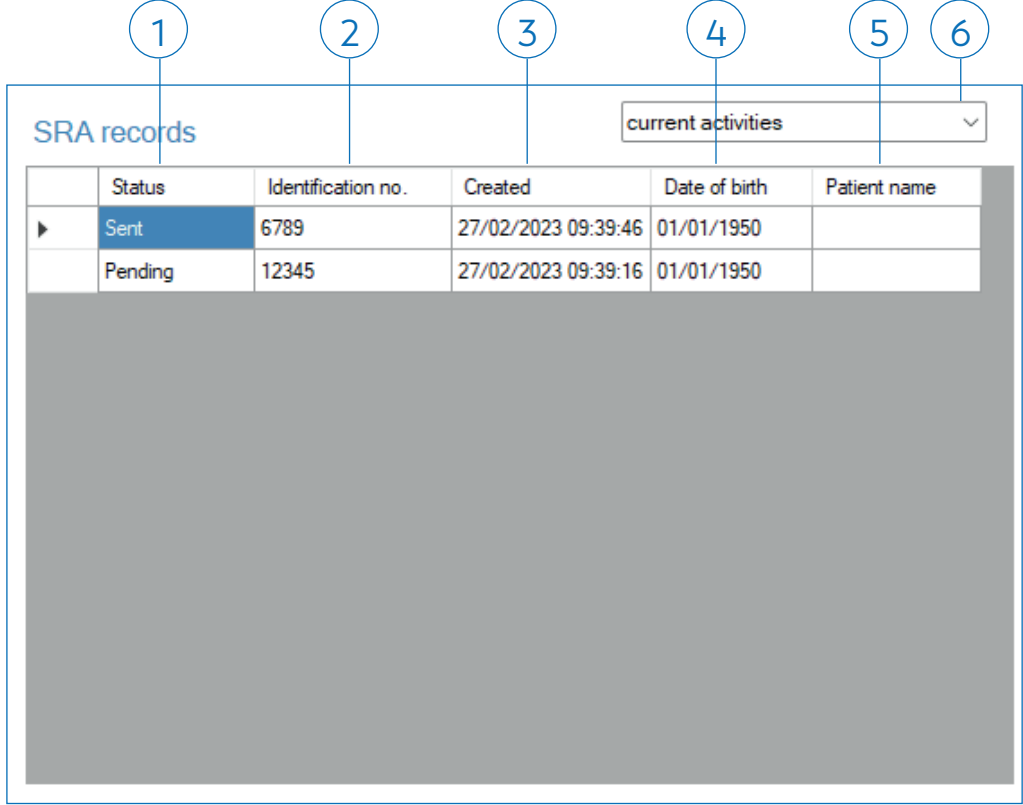 1 2 3 4 5 6
SRA records
current activities
Status Identification no. Created Date of birth Patient name
Sent 6789 27/02/2023 09:39:46 01/01/1950
Pending 12345 27/02/2023 09:39:16 01/01/1950